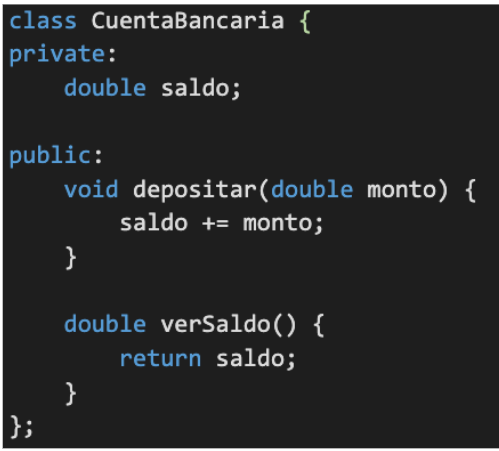 class CuentaBancaria {
private:
    double saldo;

public:
    void depositar(double monto) {
        saldo += monto;
    }

    double verSaldo() {
        return saldo;
    }
};